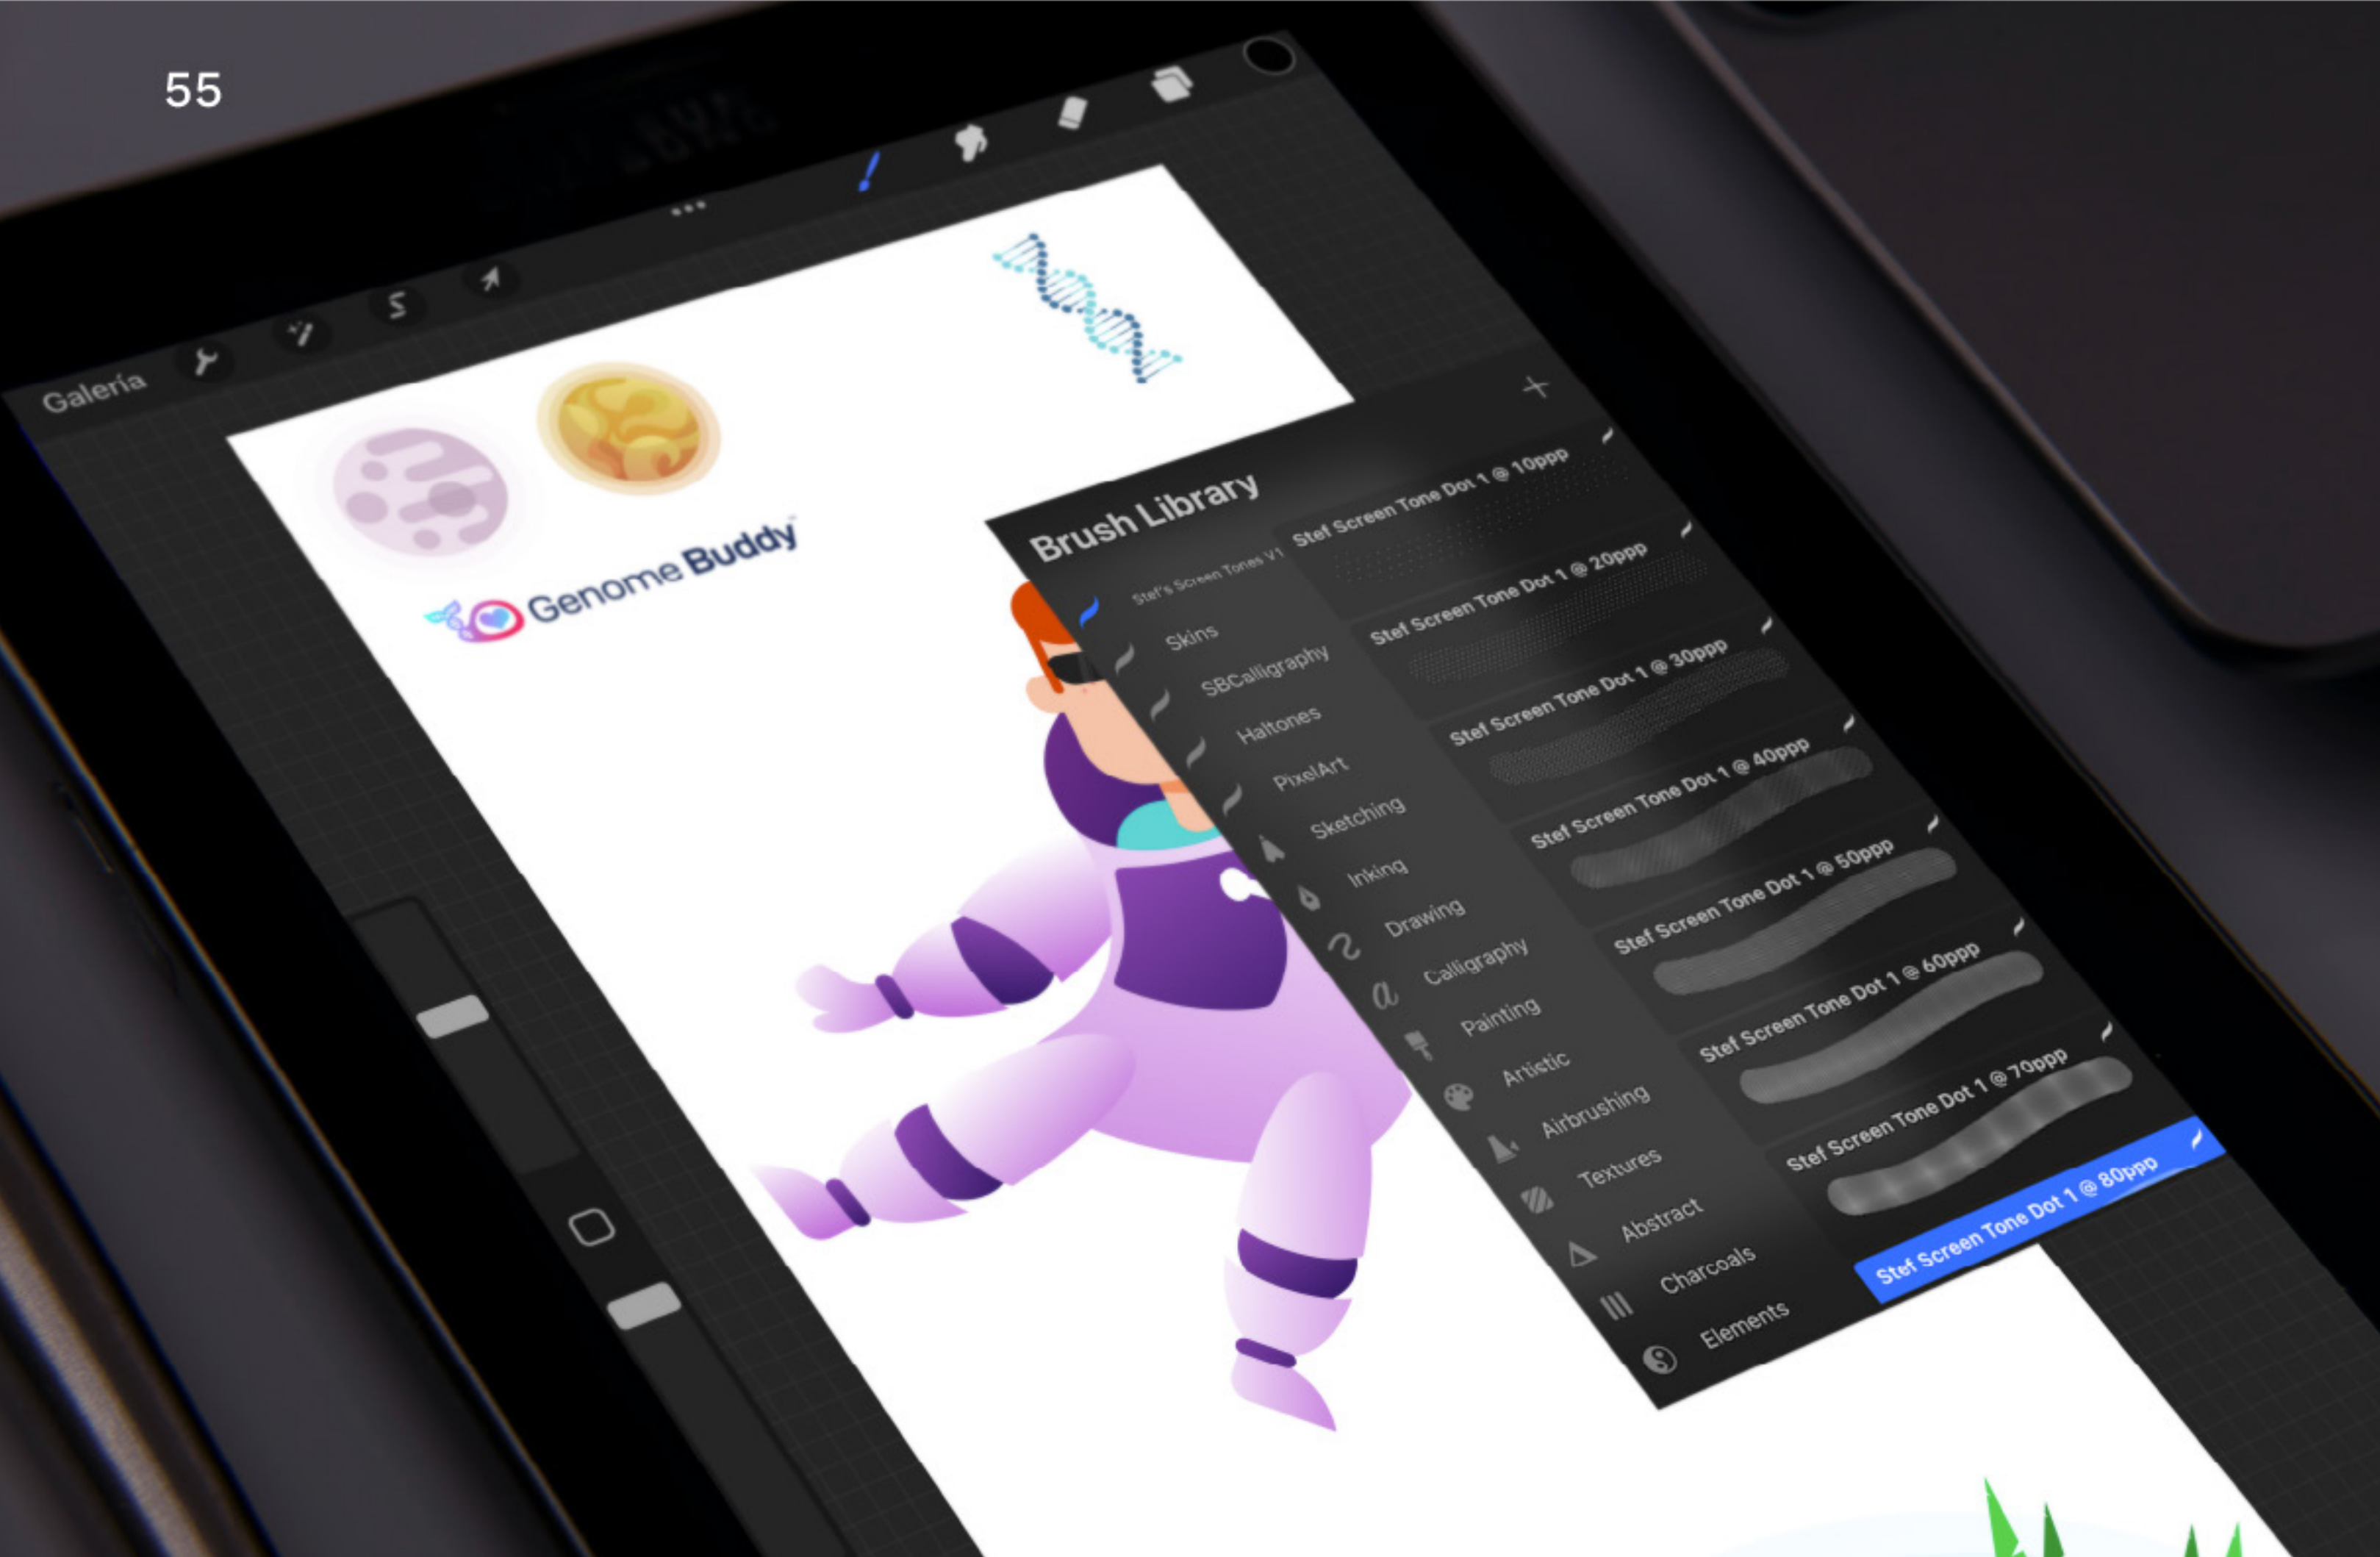 55
Galería
Genome Buddy
Brush Library
Stef's Screen Tones V1
Skins
SBCalligraphy
Haltones
PixelArt
Sketching
Inking
Drawing
Calligraphy
Painting
Artistic
Airbrushing
Textures
Abstract
Charcoals
Elements
Stef Screen Tone Dot 1 @ 10ppp
Stef Screen Tone Dot 1 @ 20ppp
Stef Screen Tone Dot 1 @ 30ppp
Stef Screen Tone Dot 1 @ 40ppp
Stef Screen Tone Dot 1 @ 50ppp
Stef Screen Tone Dot 1 @ 60ppp
Stef Screen Tone Dot 1 @ 70ppp
Stef Screen Tone Dot 1 @ 80ppp